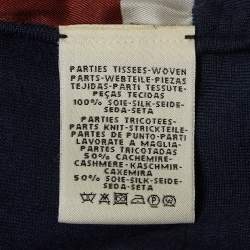 PARTIES TISSEES-WOVEN
PARTS-WEBTEILE-PIEZAS
TEJIDAS-PARTI TESSUTE-
PEÇAS TECIDAS
100% SOIE-SILK-SEIDE-
SEDA-SETA
PARTIES TRICOTEES-
PARTS KNIT-STRICKTEILE-
PARTES DE PUNTO-PARTI
LAVORATE A MAGLIA-
PARTES TRICOTADAS
50% CACHEMIRE-
CASHMERE-KASCHMIR-
CAXEMIRA
50% SOIE-SILK-SEIDE-
SEDA-SETA